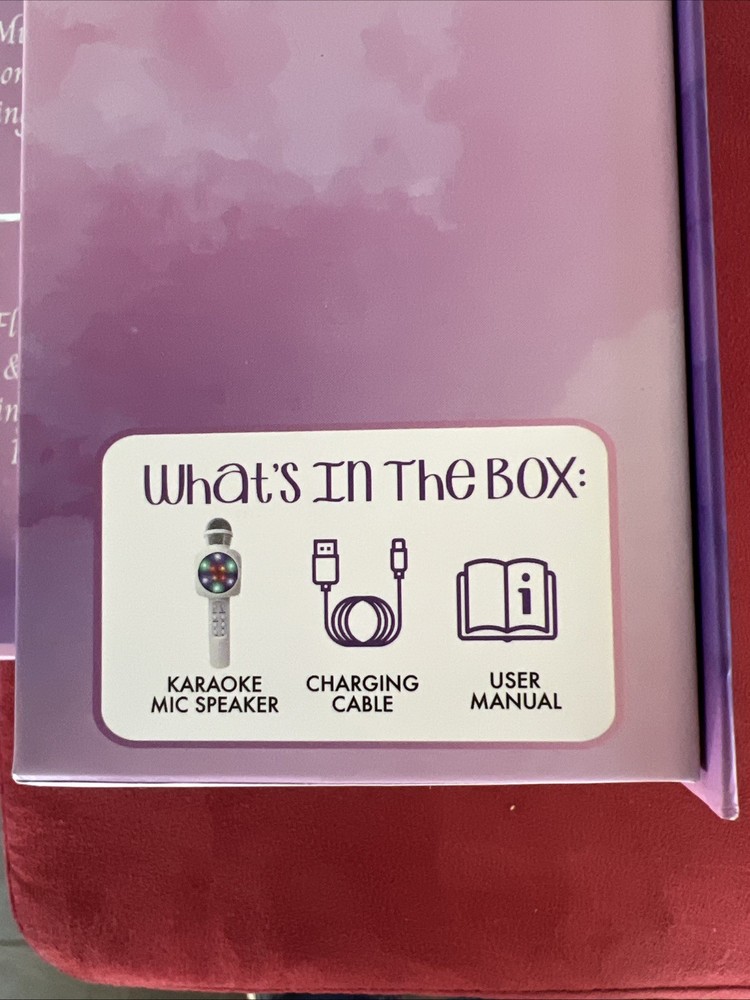 What's In The Box:
KARAOKE
MIC SPEAKER
CHARGING
CABLE
USER
MANUAL